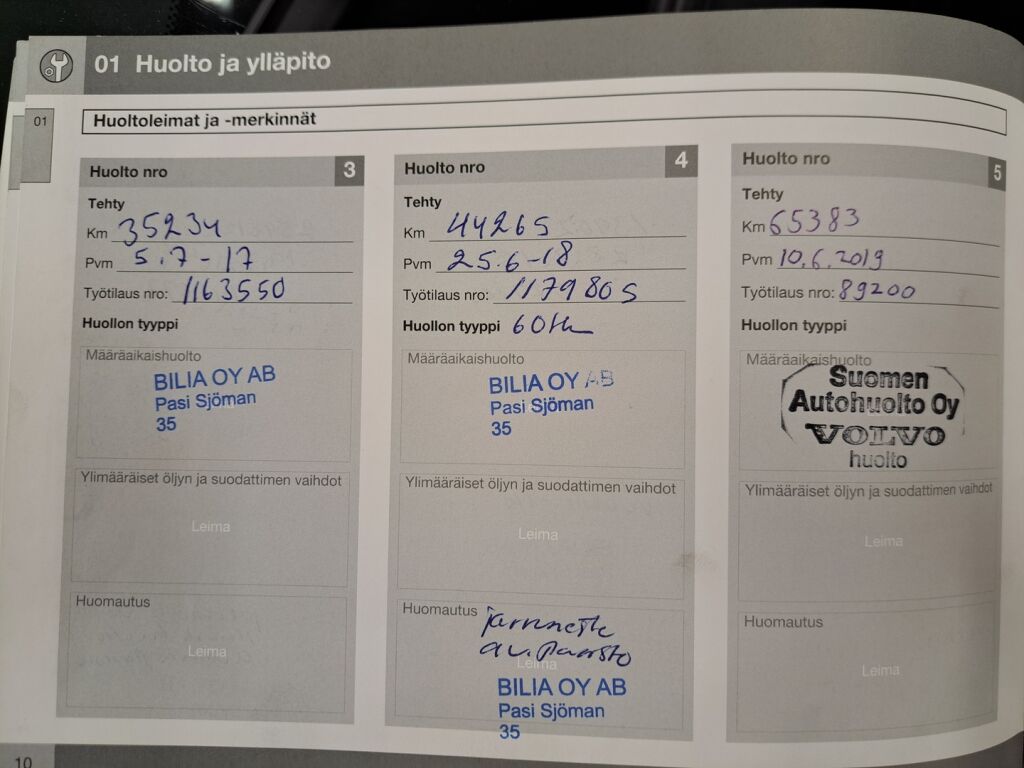 01 Huolto ja ylläpito
01
Huoltoleimat ja -merkinnät
Huolto nro 3
Tehty
Km 35234
Pvm 5.7-17
Työtilaus nro: 1163550
Huollon tyyppi
Määräaikaishuolto
BILIA OY AB
Pasi Sjöman
35
Ylimääräiset öljyn ja suodattimen vaihdot
Leima
Huomautus
Leima
Huolto nro 4
Tehty
Km 44265
Pvm 25.6-18
Työtilaus nro: 1179805
Huollon tyyppi 60tk
Määräaikaishuolto
BILIA OY AB
Pasi Sjöman
35
Ylimääräiset öljyn ja suodattimen vaihdot
Leima
Huomautus
Leima
BILIA OY AB
Pasi Sjöman
35
Huolto nro 5
Tehty
Km 65383
Pvm 10.6.2019
Työtilaus nro: 89200
Huollon tyyppi
Määräaikaishuolto
Suomen
Autohuolto Oy
VOLVO
huolto
Ylimääräiset öljyn ja suodattimen vaihdot
Leima
Huomautus
Leima
10